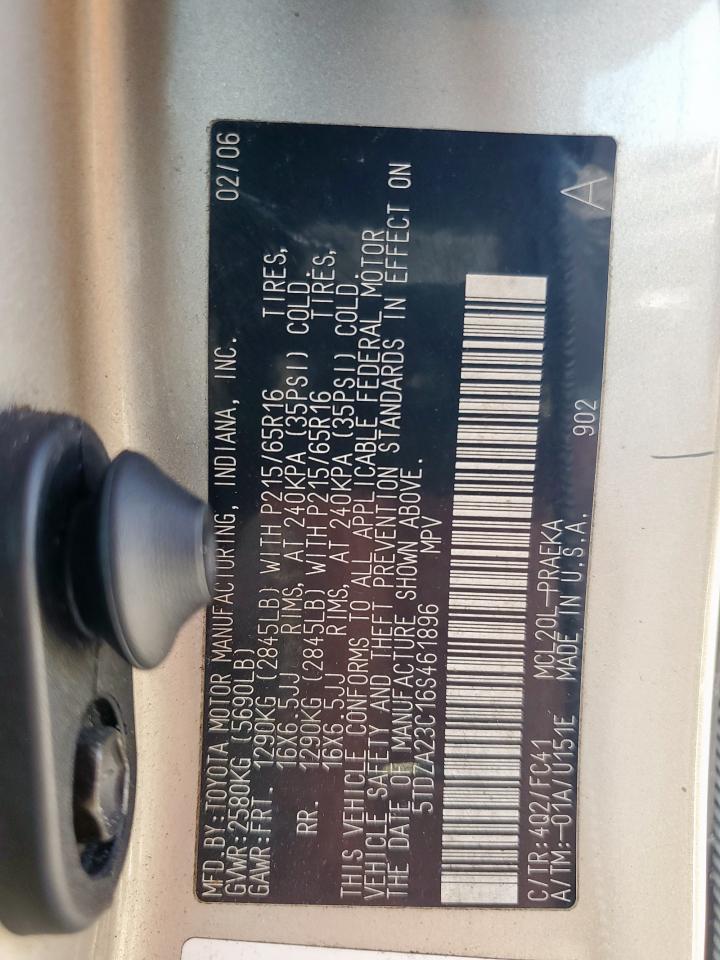 MFD.BY:TOYOTA MOTOR MANUFACTURING, INDIANA, INC. 02/06
GVWR:2580KG (5690LB)
GAWR:FRT. 1290KG (2845LB) WITH P215/65R16 TIRES,
16X6.5JJ RIMS, AT 240KPA (35PSI) COLD.
RR. 1290KG (2845LB) WITH P215/65R16 TIRES,
16X6.5JJ RIMS, AT 240KPA (35PSI) COLD.
THIS VEHICLE CONFORMS TO ALL APPLICABLE FEDERAL MOTOR
VEHICLE SAFETY AND THEFT PREVENTION STANDARDS IN EFFECT ON
THE DATE OF MANUFACTURE SHOWN ABOVE.
5TDZA23C16S461896 MPV
C/TR:4Q2/FC41 MCL20L-PRAEKA 902 A
A/TM:-01A/U151E MADE IN U.S.A.